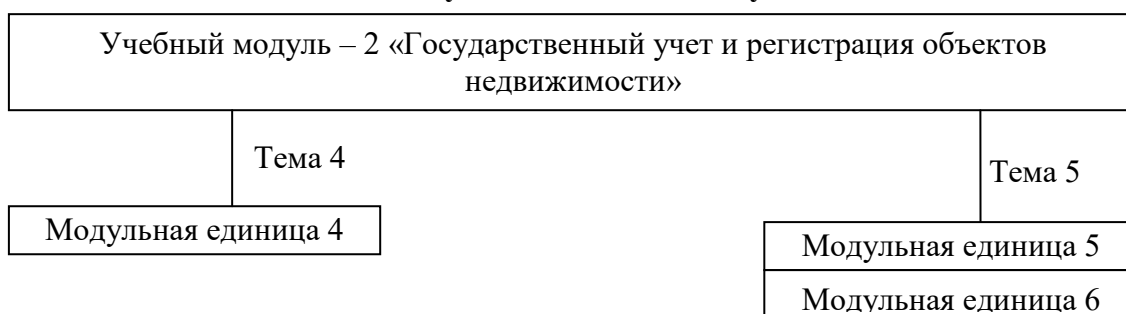 Учебный модуль – 2 «Государственный учет и регистрация объектов
недвижимости»
Тема 4
Тема 5
Модульная единица 4
Модульная единица 5
Модульная единица 6